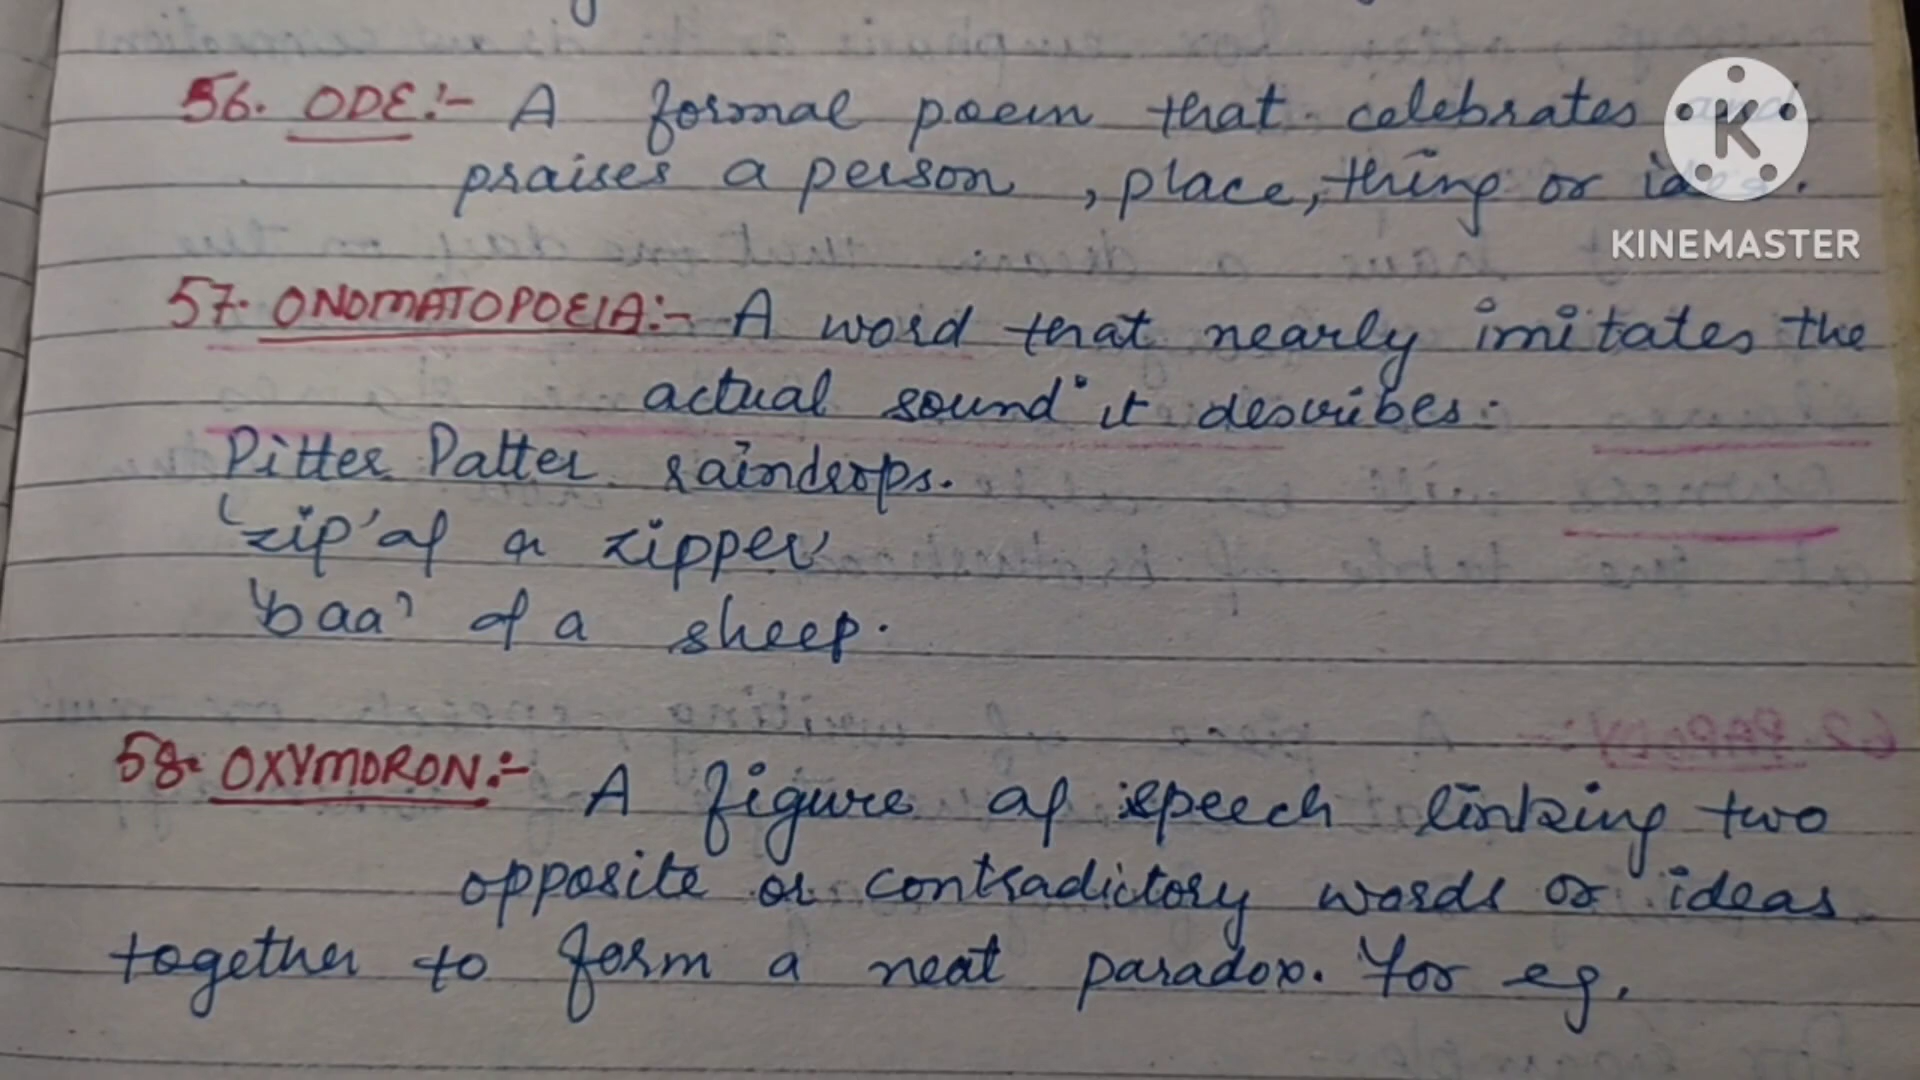 56. ODE:- A formal poem that celebrates and
praises a person, place, thing or idea.
KINEMASTER
57. ONOMATOPOEIA:- A word that nearly imitates the
actual sound it describes.
Pitter Patter raindrops.
'zip' of a zipper
'baa' of a sheep.
58. OXYMORON:- A figure of speech linking two
opposite or contradictory words or ideas
together to form a neat paradox. For eg.